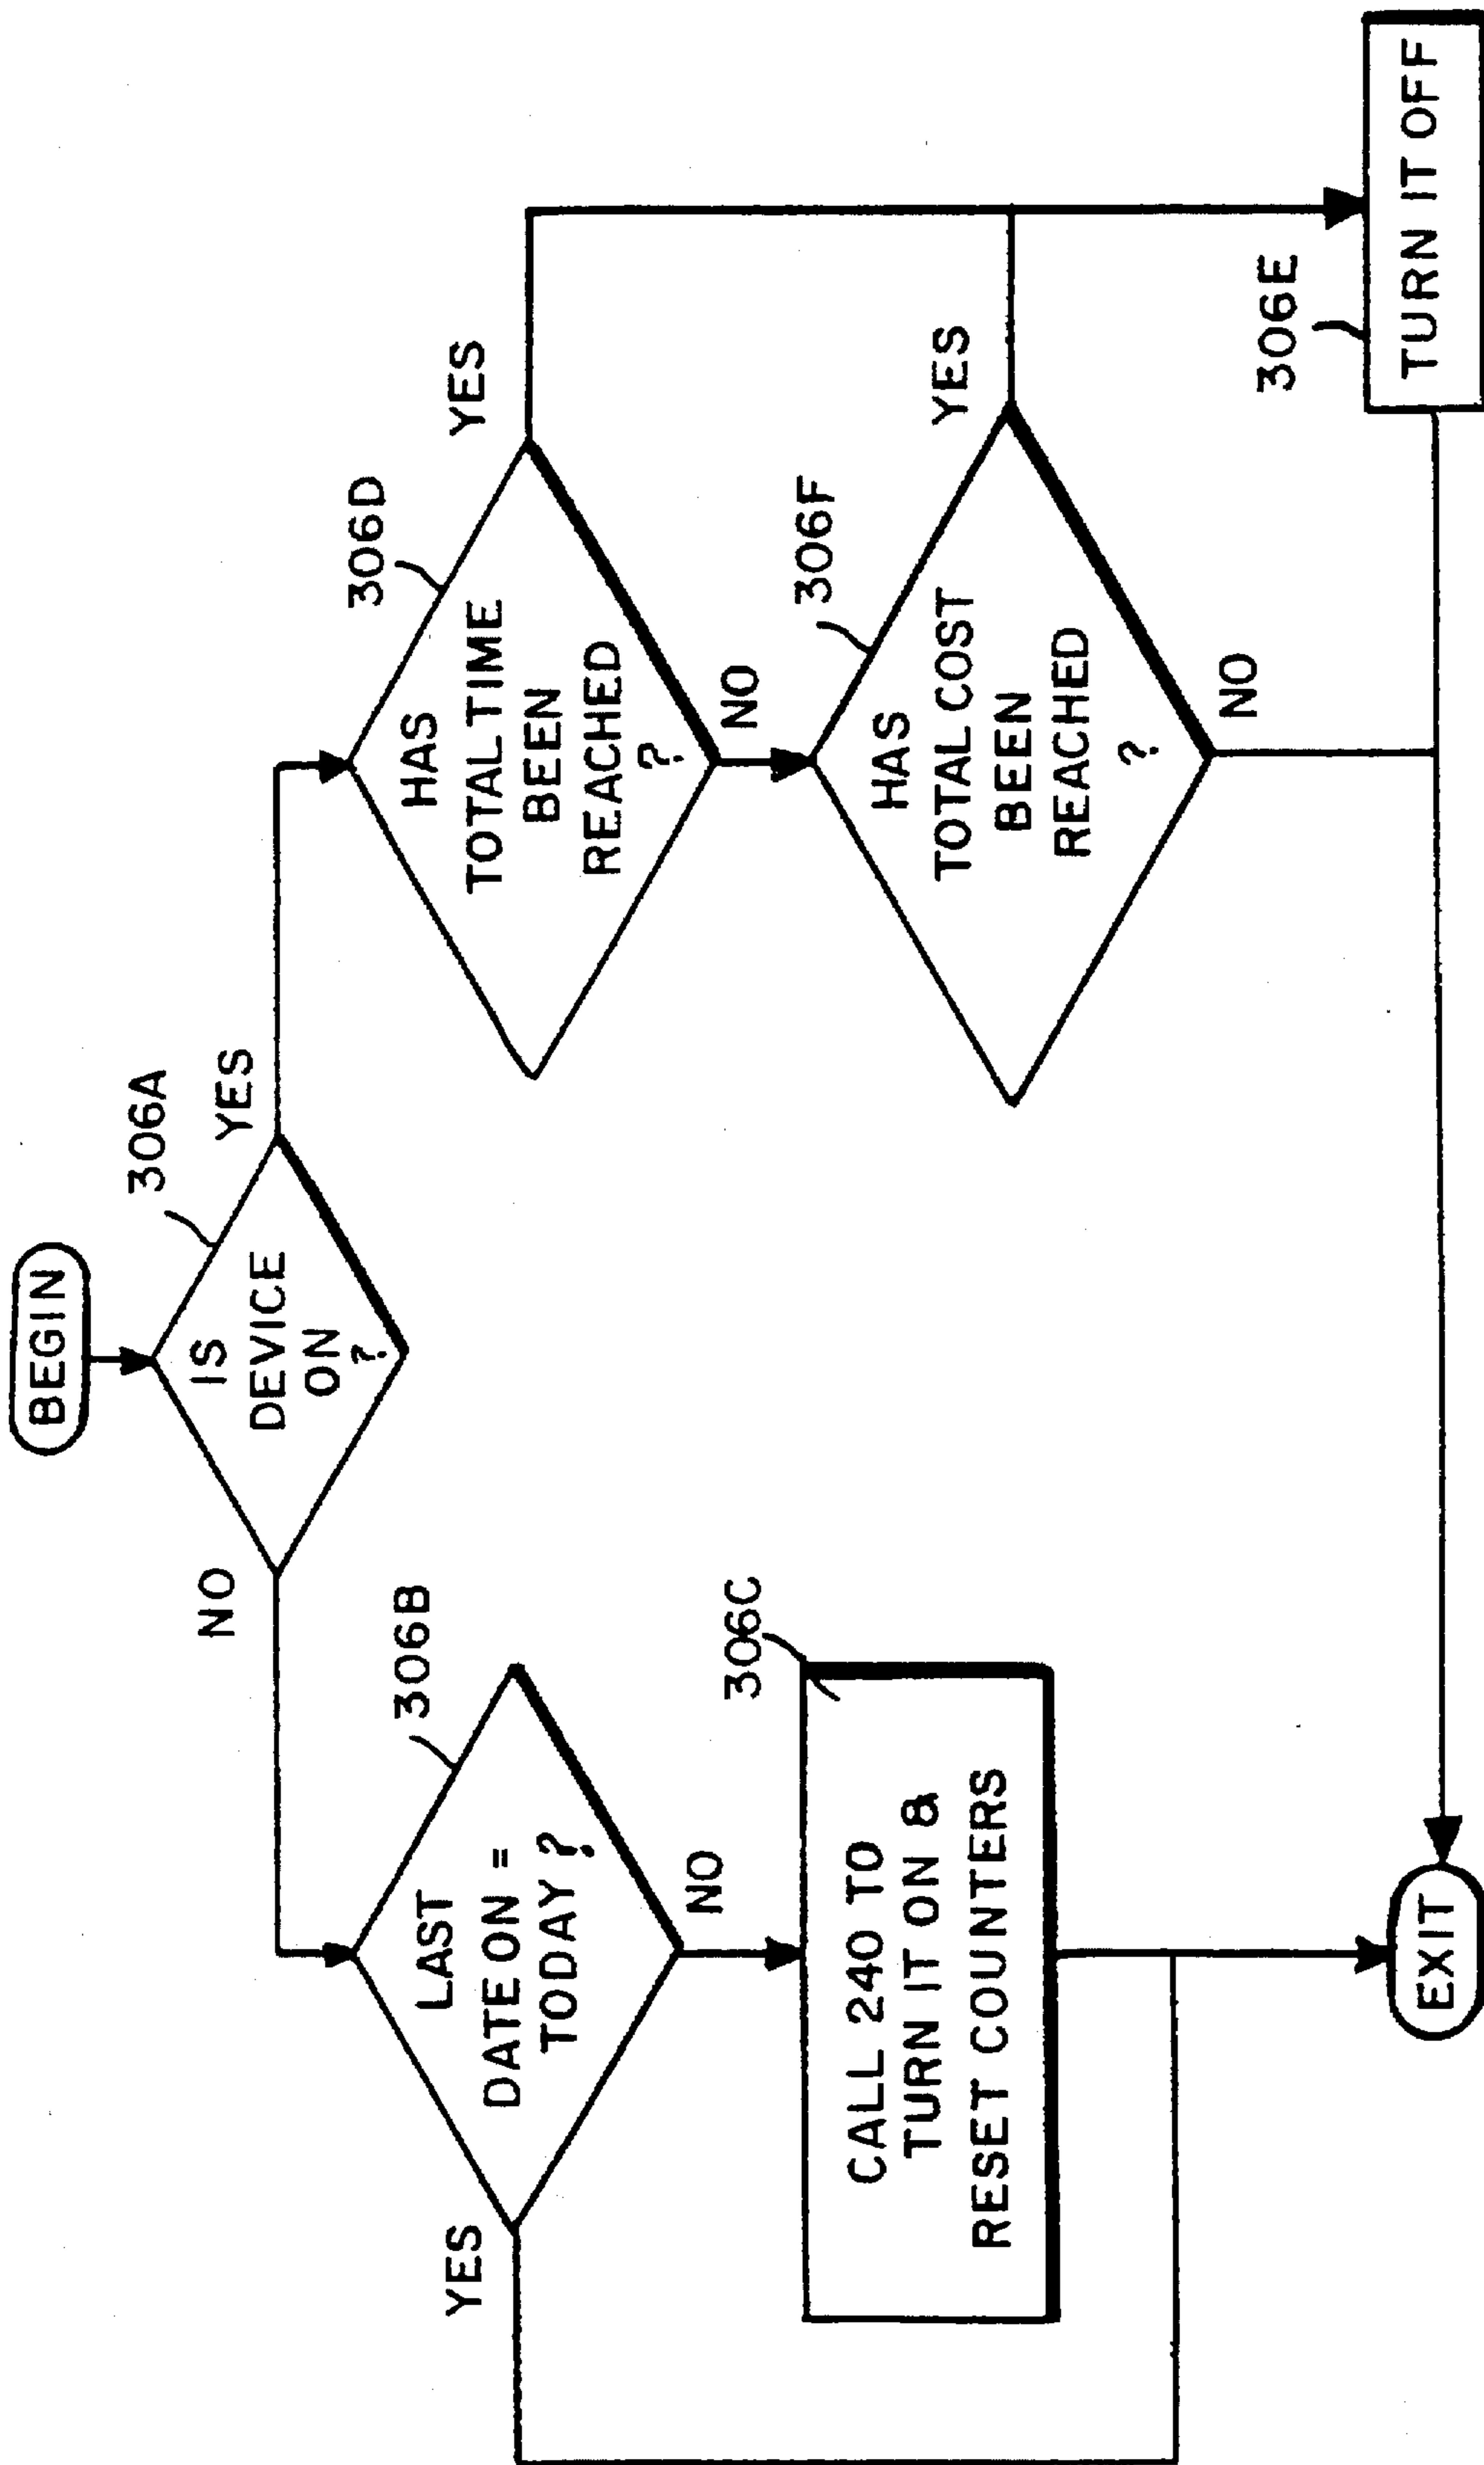 BEGIN
306A
IS
DEVICE
ON
?
NO
YES
306B
LAST
DATE ON =
TODAY ?
YES
NO
306C
CALL 240 TO
TURN IT ON &
RESET COUNTERS
306D
HAS
TOTAL TIME
BEEN
REACHED
?
YES
NO
306F
HAS
TOTAL COST
BEEN
REACHED
?
YES
NO
306E
TURN IT OFF
EXIT